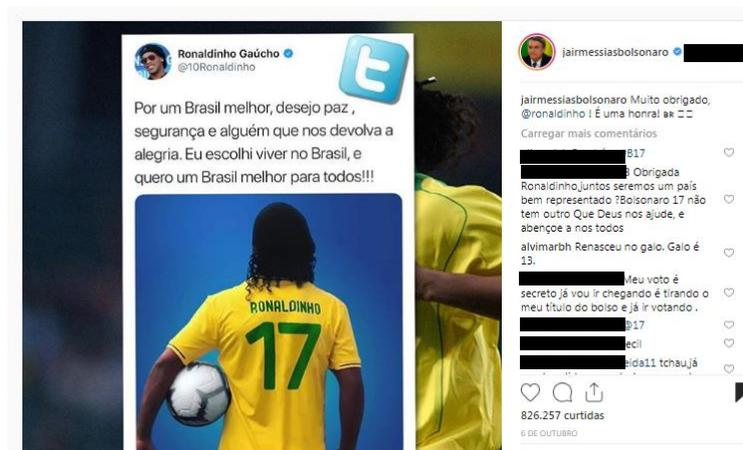 Ronaldinho Gaúcho
@10Ronaldinho
Por um Brasil melhor, desejo paz ,
segurança e alguém que nos devolva a
alegria. Eu escolhi viver no Brasil, e
quero um Brasil melhor para todos!!!
RONALDINHO
17
jairmessiasbolsonaro
jairmessiasbolsonaro Muito obrigado,
@ronaldinho ! É uma honra! BR
Carregar mais comentários
B17
Obrigada
Ronaldinho,juntos seremos um país
bem representado ?Bolsonaro 17 não
tem outro Que Deus nos ajude, e
abençoe a nos todos
alvimarbh Renasceu no galo. Galo é
13.
Meu voto é
secreto já vou ir chegando é tirando o
meu título do bolso e já ir votando .
17
ecil
eida11 tchau,já
826.257 curtidas
6 DE OUTUBRO